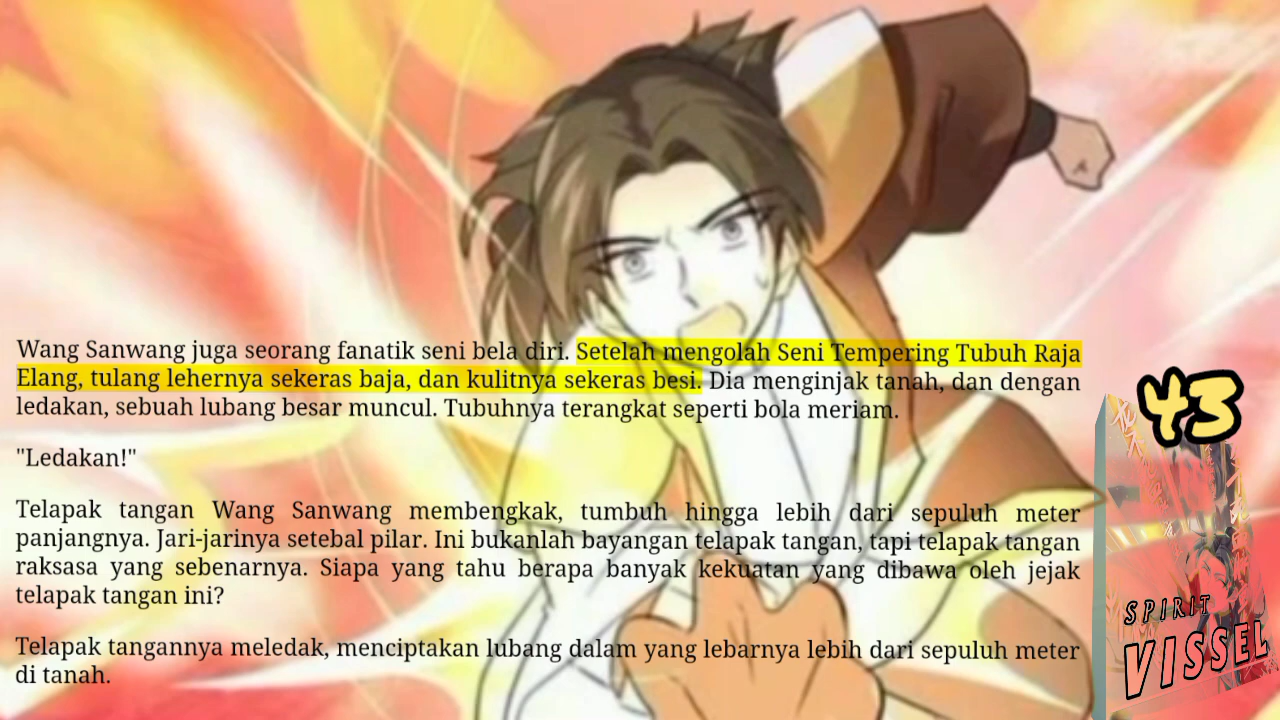 Wang Sanwang juga seorang fanatik seni bela diri. Setelah mengolah Seni Tempering Tubuh Raja
Elang, tulang lehernya sekeras baja, dan kulitnya sekeras besi. Dia menginjak tanah, dan dengan
ledakan, sebuah lubang besar muncul. Tubuhnya terangkat seperti bola meriam.
"Ledakan!"
Telapak tangan Wang Sanwang membengkak, tumbuh hingga lebih dari sepuluh meter
panjangnya. Jari-jarinya setebal pilar. Ini bukanlah bayangan telapak tangan, tapi telapak tangan
raksasa yang sebenarnya. Siapa yang tahu berapa banyak kekuatan yang dibawa oleh jejak
telapak tangan ini?
Telapak tangannya meledak, menciptakan lubang dalam yang lebarnya lebih dari sepuluh meter
di tanah.
43
SPIRIT
VISSEL